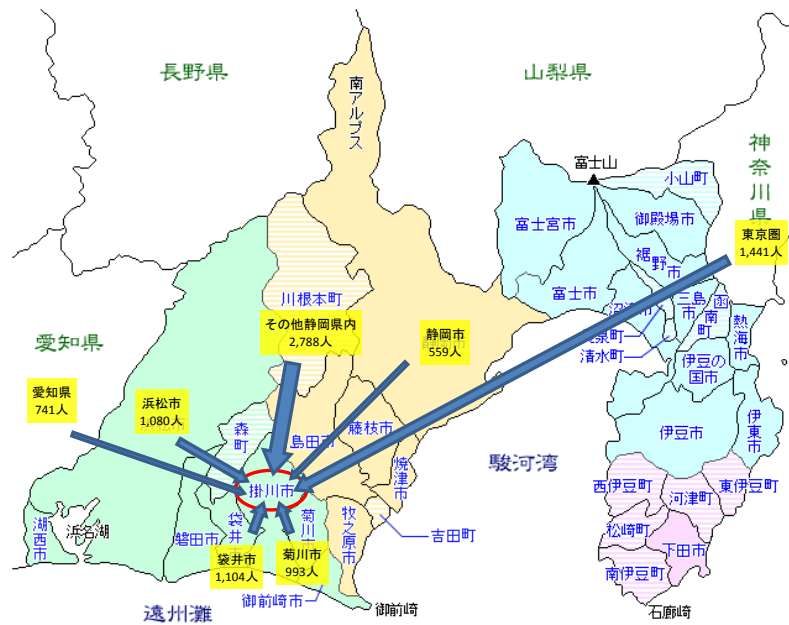 長野県
山梨県
神奈川県
愛知県
南アルプス
富士山
小山町
御殿場市
富士宮市
裾野市
東京圏
1,441人
富士市
三島市
函南町
熱海市
清水町
伊豆の国市
伊豆市
伊東市
川根本町
その他静岡県内
2,788人
静岡市
559人
愛知県
741人
浜松市
1,080人
森町
島田市
藤枝市
焼津市
駿河湾
掛川市
西伊豆町
河津町
東伊豆町
松崎町
下田市
南伊豆町
石廊崎
湖西市
浜名湖
磐田市
袋井市
菊川市
牧之原市
吉田町
袋井市
1,104人
菊川市
993人
御前崎市
御前崎
遠州灘